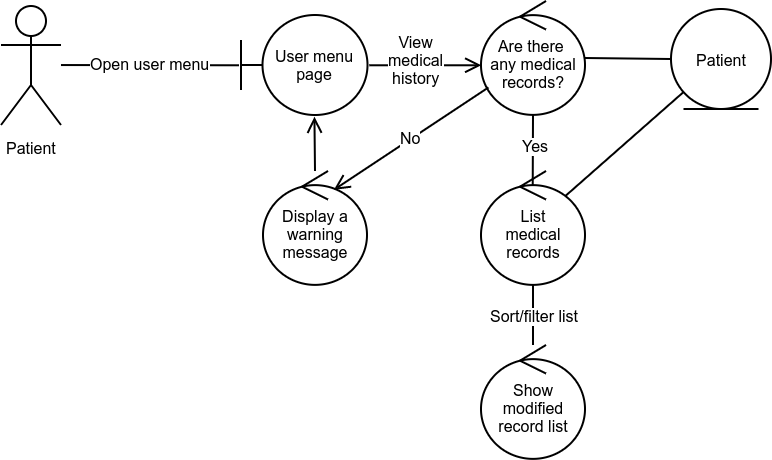 Patient
Open user menu
User menu
page
View
medical
history
Are there
any medical
records?
Patient
No
Yes
Display a
warning
message
List
medical
records
Sort/filter list
Show
modified
record list